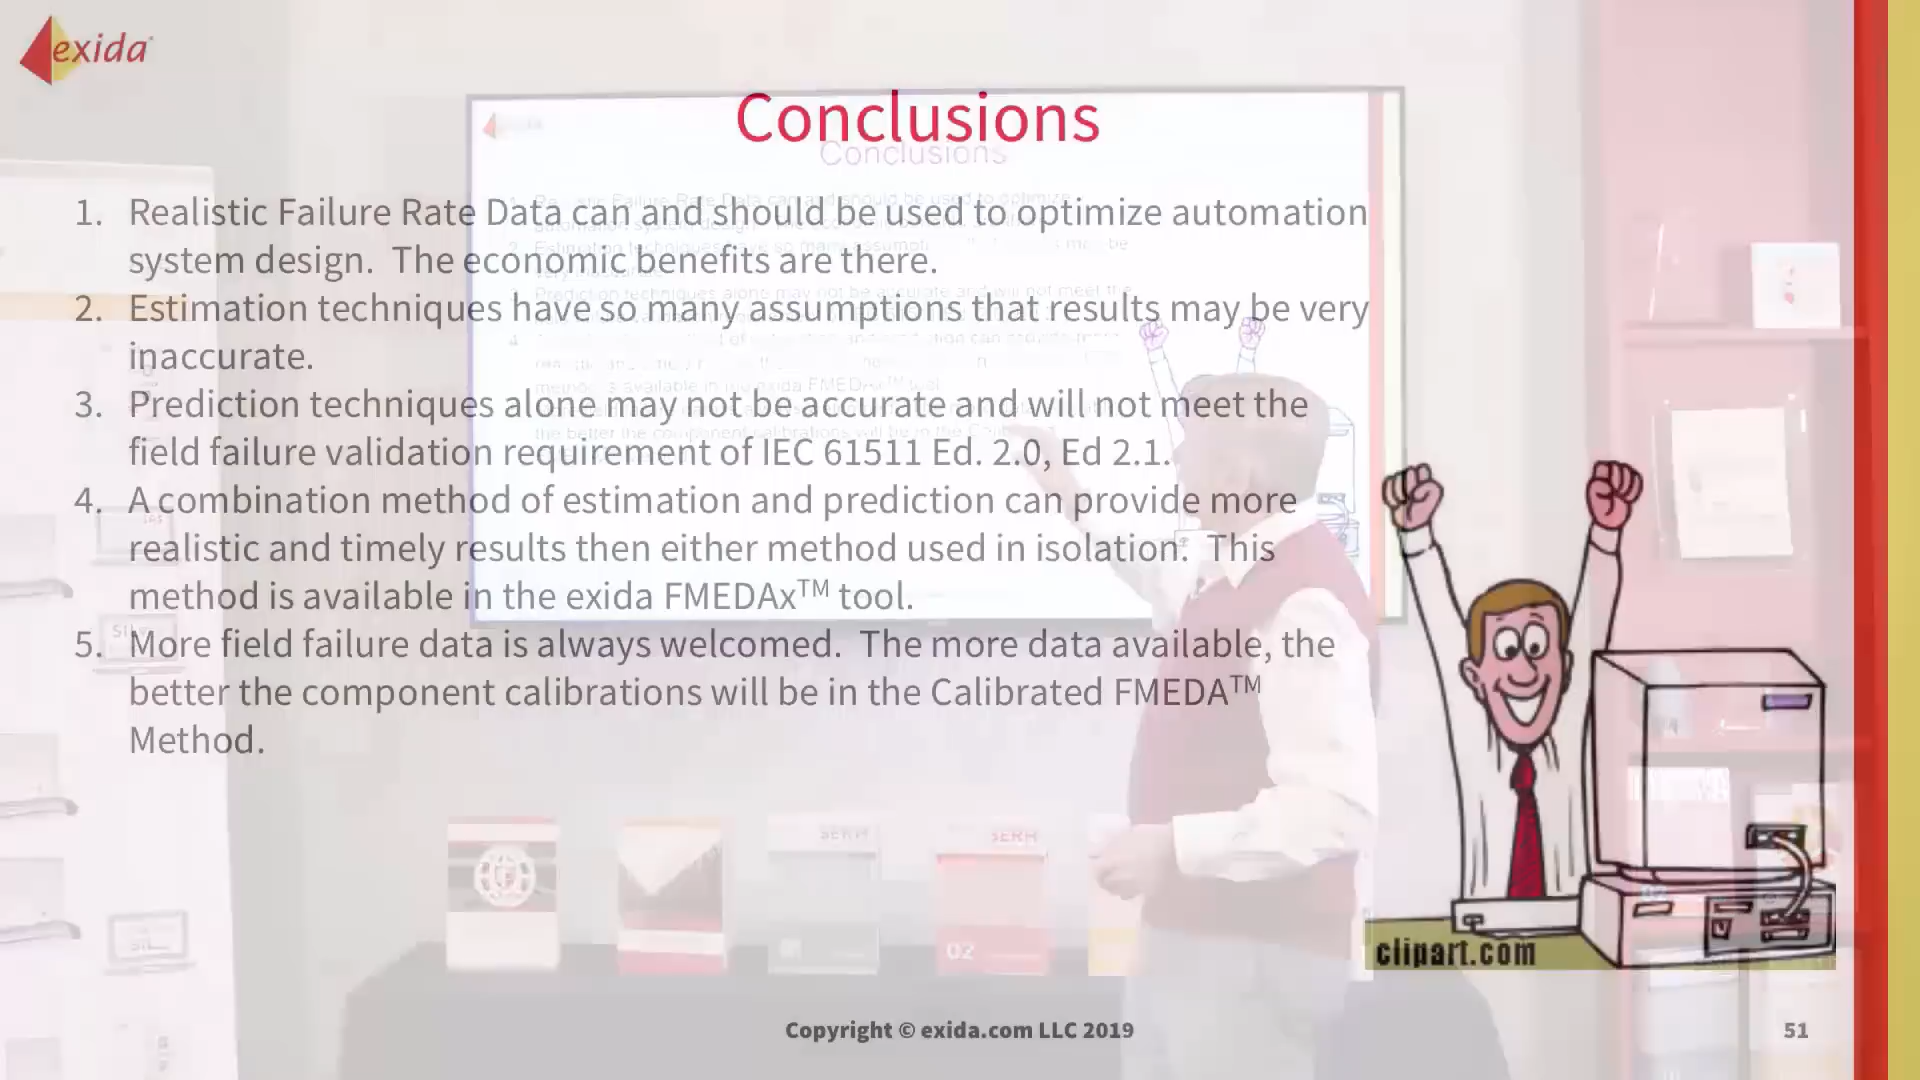 exida
Conclusions
1. Realistic Failure Rate Data can and should be used to optimize automation
system design.  The economic benefits are there.
2. Estimation techniques have so many assumptions that results may be very
inaccurate.
3. Prediction techniques alone may not be accurate and will not meet the
field failure validation requirement of IEC 61511 Ed. 2.0, Ed 2.1.
4. A combination method of estimation and prediction can provide more
realistic and timely results then either method used in isolation.  This
method is available in the exida FMEDAx™ tool.
5. More field failure data is always welcomed.  The more data available, the
better the component calibrations will be in the Calibrated FMEDA™
Method.
Conclusions
SERH
SERH
02
clipart.com
Copyright © exida.com LLC 2019
51